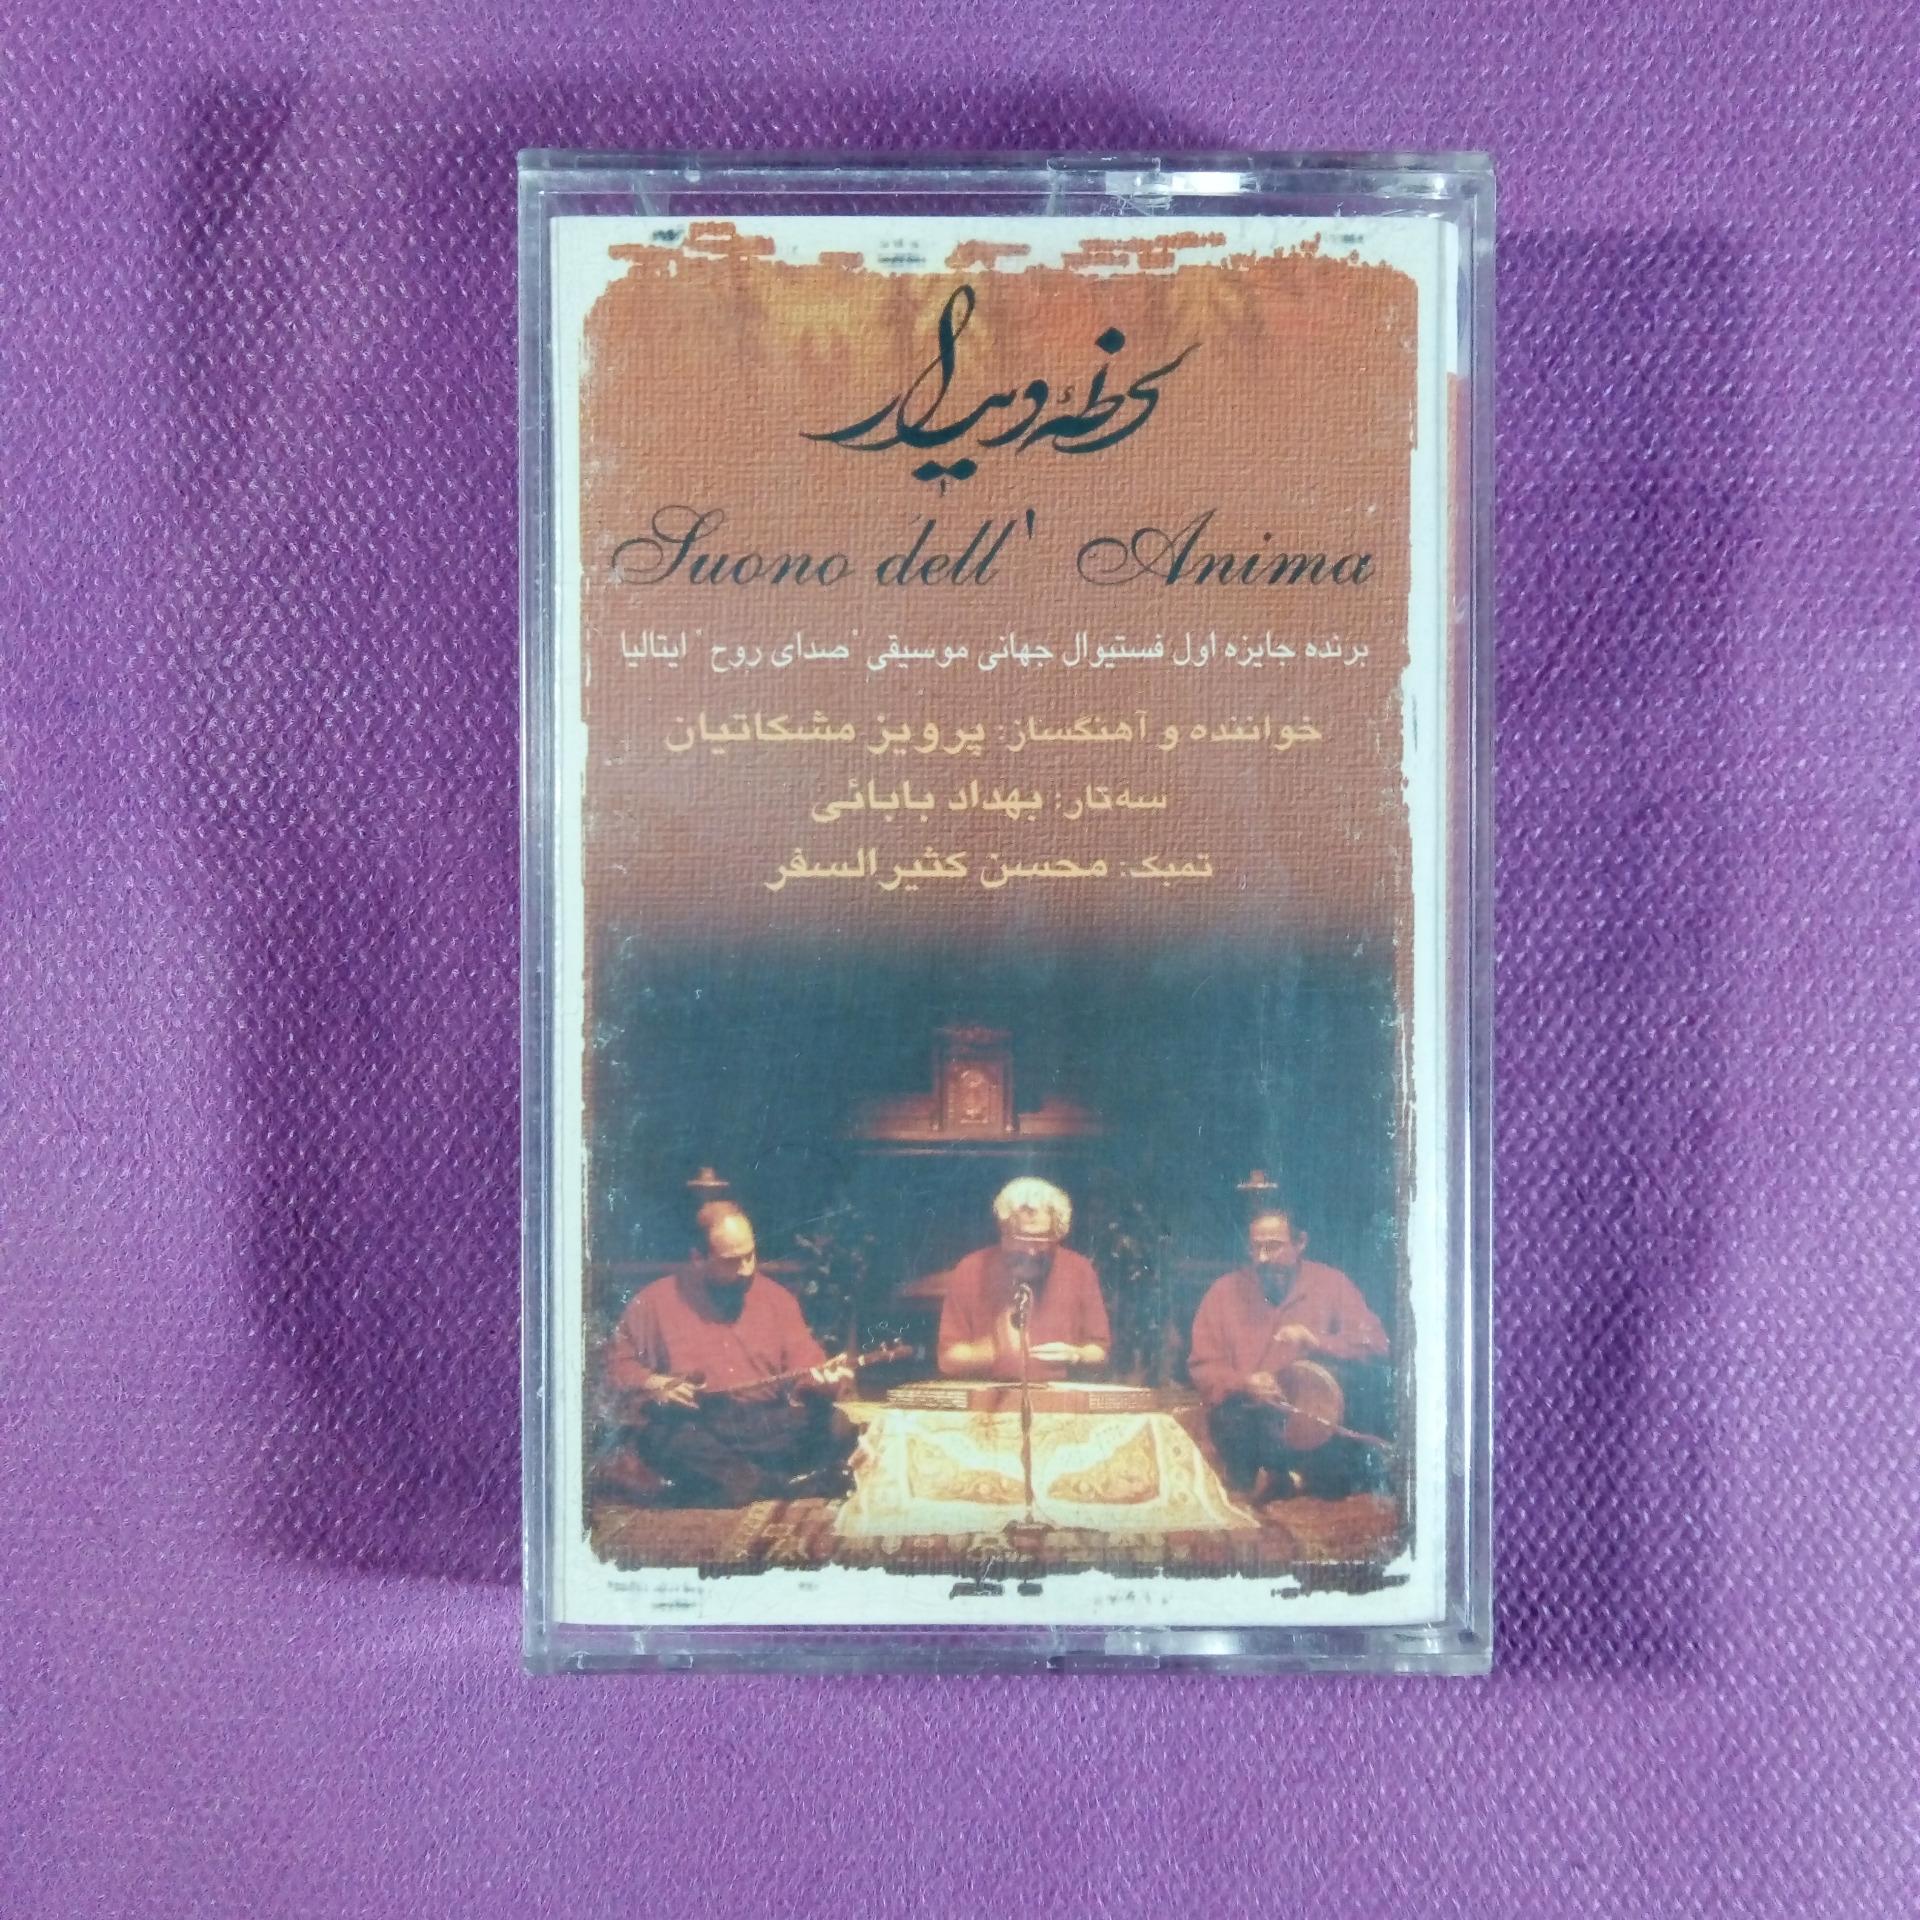 لحظهٔ دیدار
Suono dell' Anima
برنده جایزه اول فستیوال جهانی موسیقی "صدای روح" ایتالیا
خواننده و آهنگساز: پرویز مشکاتیان
سه‌تار: بهداد بابائی
تمبک: محسن کثیرالسفر